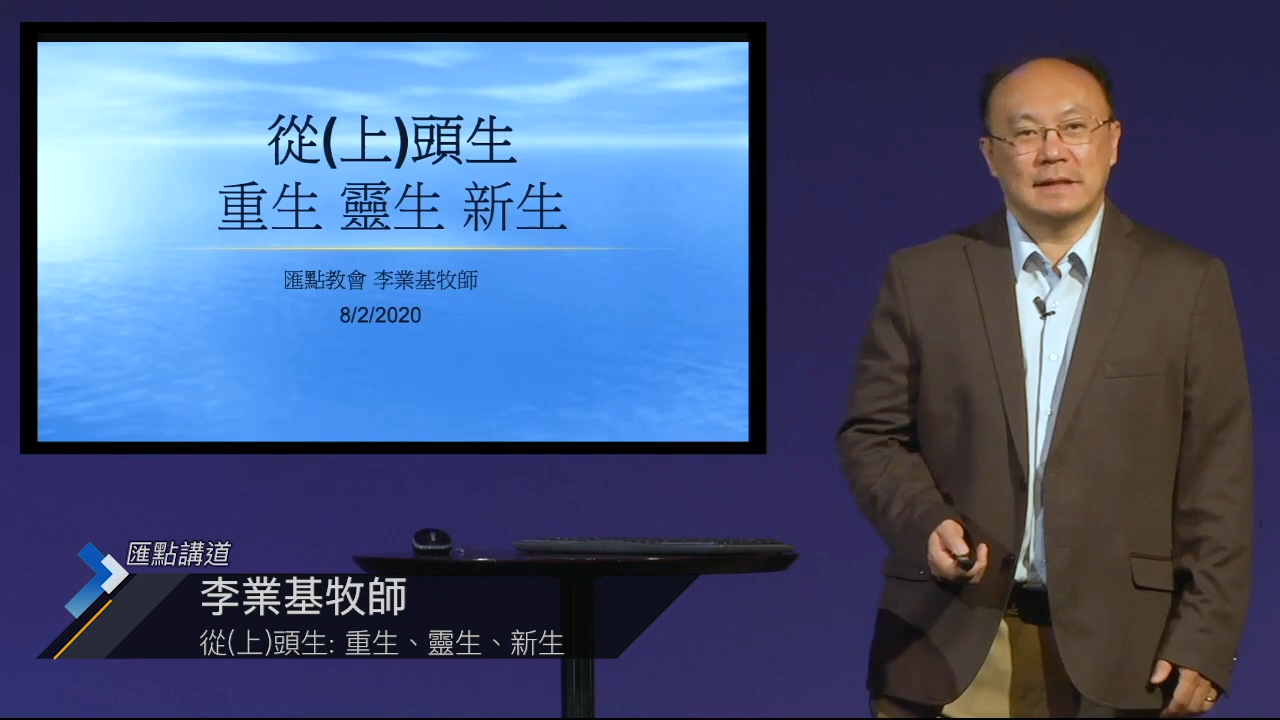 從(上)頭生
重生 靈生 新生
匯點教會 李業基牧師
8/2/2020
匯點講道
李業基牧師
從(上)頭生: 重生、靈生、新生